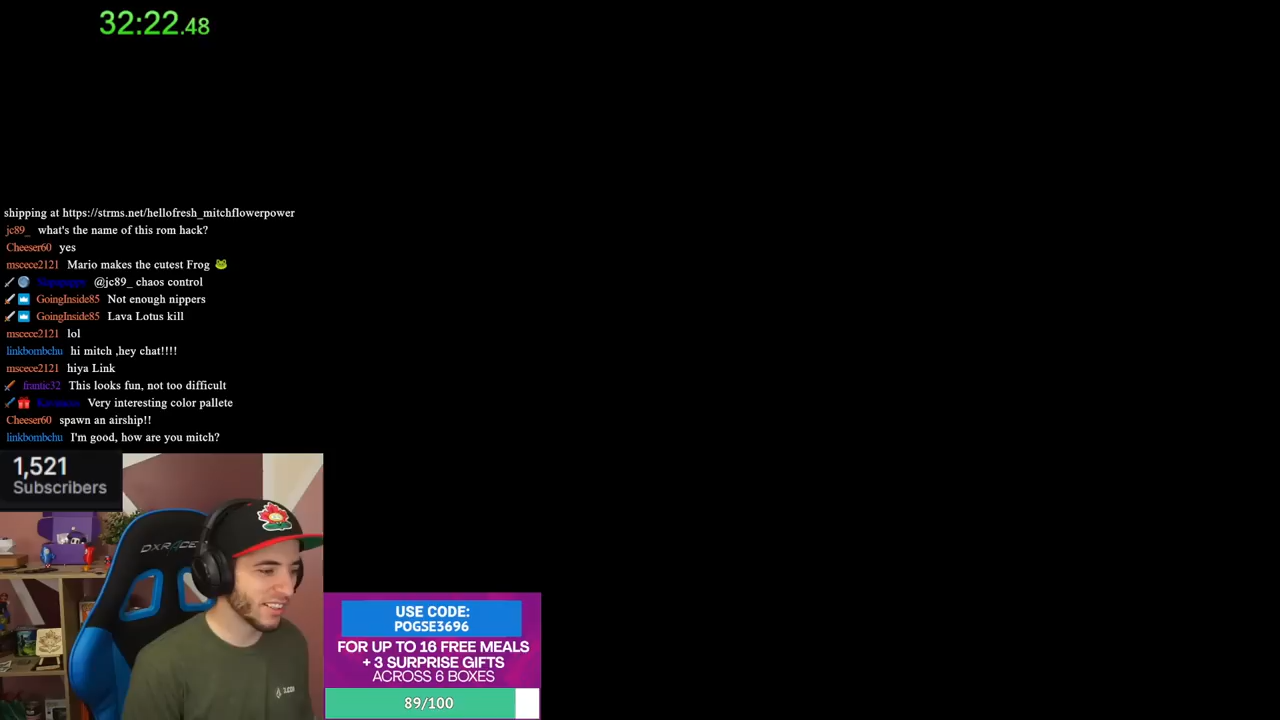 32:22.48
shipping at https://strms.net/hellofresh_mitchflowerpower
jc89_ what's the name of this rom hack?
Cheeser60 yes
mscece2121 Mario makes the cutest Frog 🐸
@jc89_ chaos control
GoingInside85 Not enough nippers
GoingInside85 Lava Lotus kill
mscece2121 lol
linkbombchu hi mitch ,hey chat!!!!
mscece2121 hiya Link
frantic32 This looks fun, not too difficult
Very interesting color pallete
Cheeser60 spawn an airship!!
linkbombchu I'm good, how are you mitch?
1,521
Subscribers
DXRACER
USE CODE:
POGSE3696
FOR UP TO 16 FREE MEALS
+ 3 SURPRISE GIFTS
ACROSS 6 BOXES
89/100